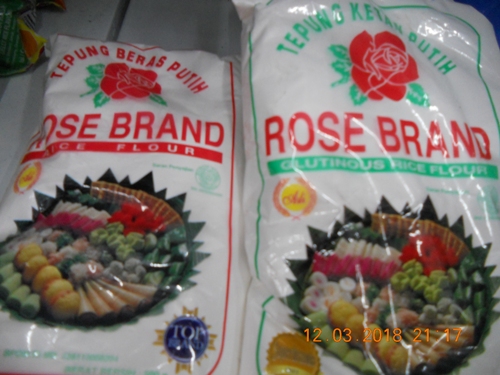 TEPUNG BERAS PUTIH
ROSE BRAND
RICE FLOUR
TOP
TEPUNG KETAN PUTIH
ROSE BRAND
GLUTINOUS RICE FLOUR
12 03 2018 21 17